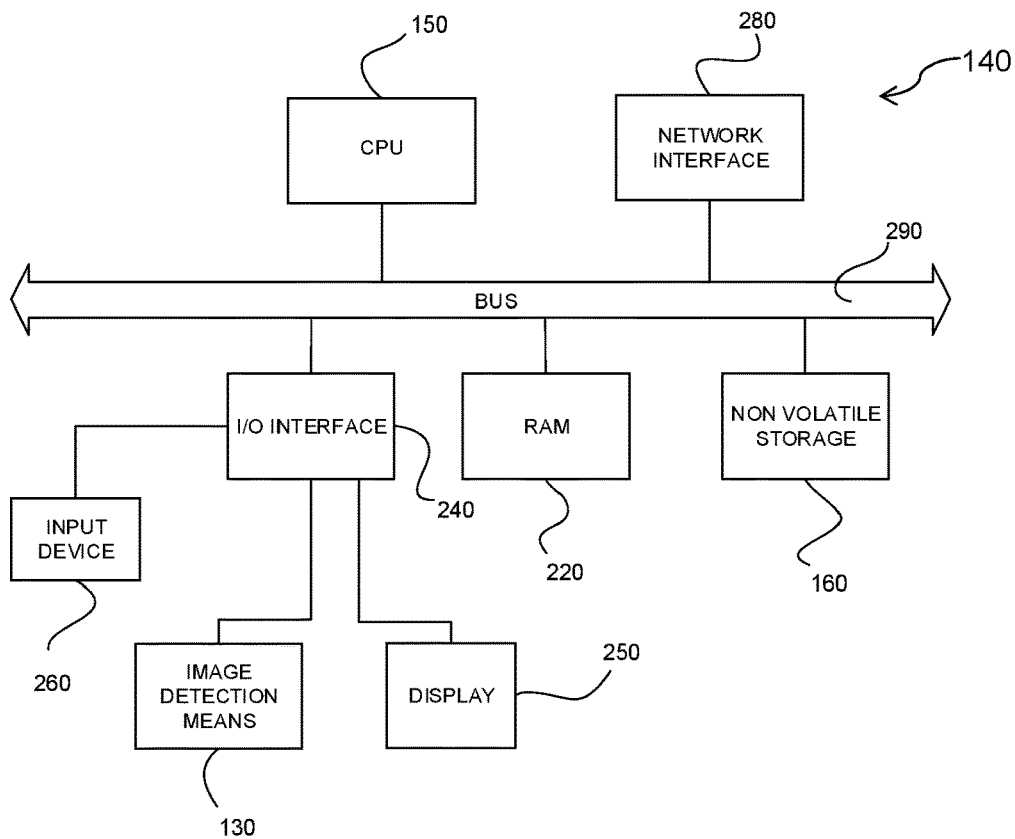 150
280
140
CPU
NETWORK
INTERFACE
290
BUS
I/O INTERFACE
RAM
NON VOLATILE
STORAGE
240
INPUT
DEVICE
220
160
260
IMAGE
DETECTION
MEANS
DISPLAY
250
130